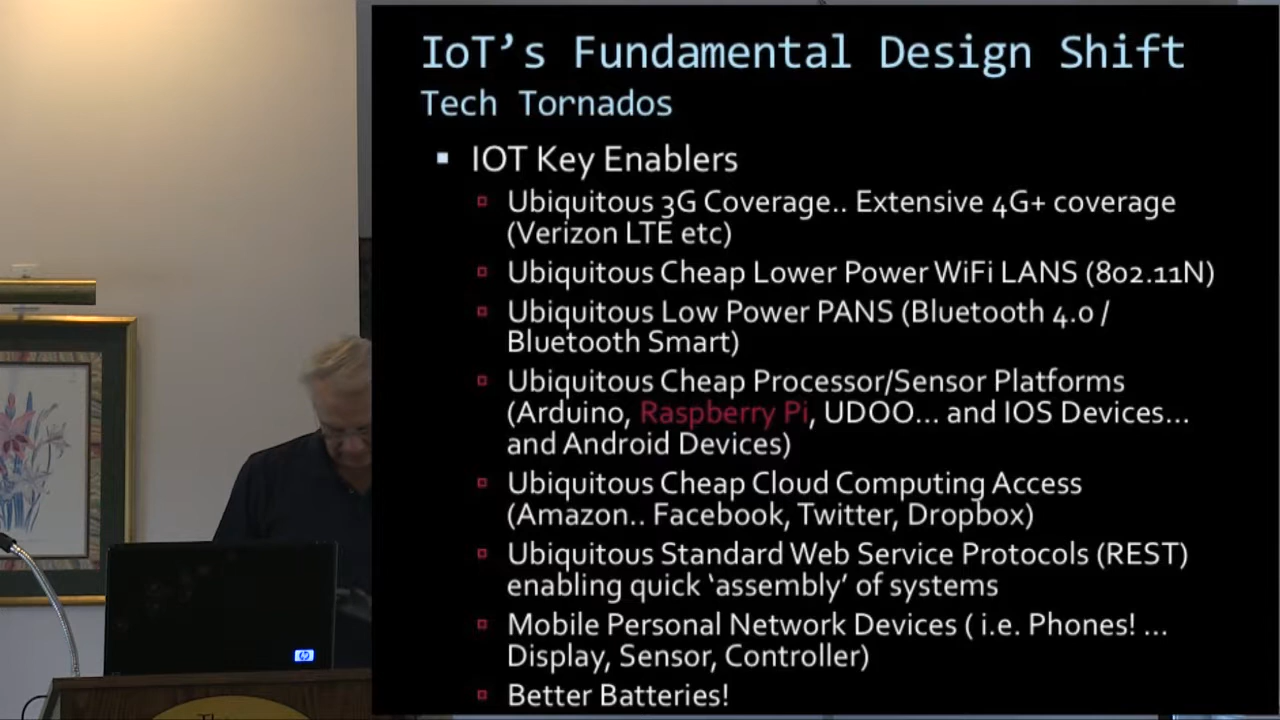 IoT's Fundamental Design Shift
Tech Tornados
IOT Key Enablers
Ubiquitous 3G Coverage.. Extensive 4G+ coverage
(Verizon LTE etc)
Ubiquitous Cheap Lower Power WiFi LANS (802.11N)
Ubiquitous Low Power PANS (Bluetooth 4.0 /
Bluetooth Smart)
Ubiquitous Cheap Processor/Sensor Platforms
(Arduino, Raspberry Pi, UDOO... and IOS Devices...
and Android Devices)
Ubiquitous Cheap Cloud Computing Access
(Amazon.. Facebook, Twitter, Dropbox)
Ubiquitous Standard Web Service Protocols (REST)
enabling quick 'assembly' of systems
Mobile Personal Network Devices ( i.e. Phones! ...
Display, Sensor, Controller)
Better Batteries!
hp
The